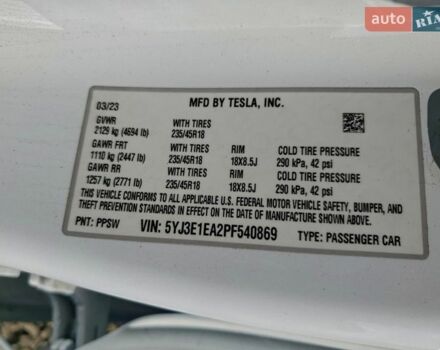 auto RIA
MFD BY TESLA, INC.
03/23
GVWR WITH TIRES
2129 kg (4694 lb) 235/45R18
GAWR FRT WITH TIRES RIM COLD TIRE PRESSURE
1110 kg (2447 lb) 235/45R18 18X8.5J 290 kPa, 42 psi
GAWR RR WITH TIRES RIM COLD TIRE PRESSURE
1257 kg (2771 lb) 235/45R18 18X8.5J 290 kPa, 42 psi
THIS VEHICLE CONFORMS TO ALL APPLICABLE
FEDERAL MOTOR VEHICLE SAFETY, BUMPER, AND
THEFT PREVENTION STANDARDS IN EFFECT ON THE
DATE OF MANUFACTURE SHOWN ABOVE.
PNT: PPSW VIN: 5YJ3E1EA2PF540869 TYPE: PASSENGER CAR